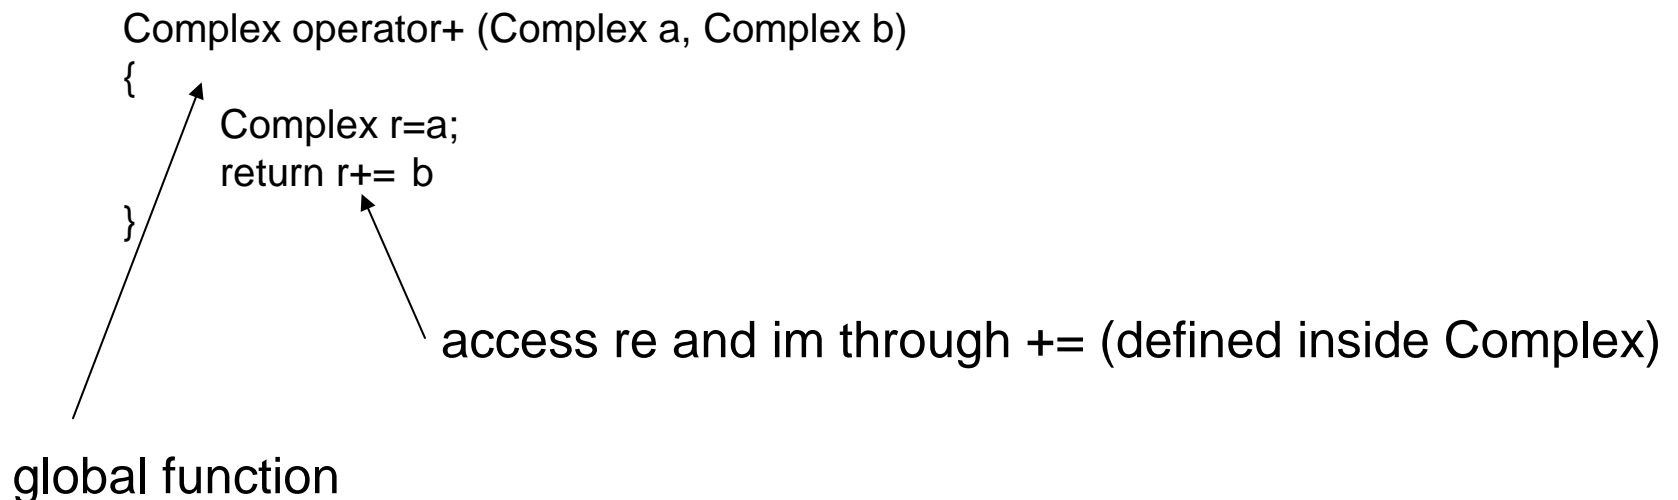 Complex operator+ (Complex a, Complex b)
{
Complex r=a;
return r+= b
}
access re and im through += (defined inside Complex)
global function